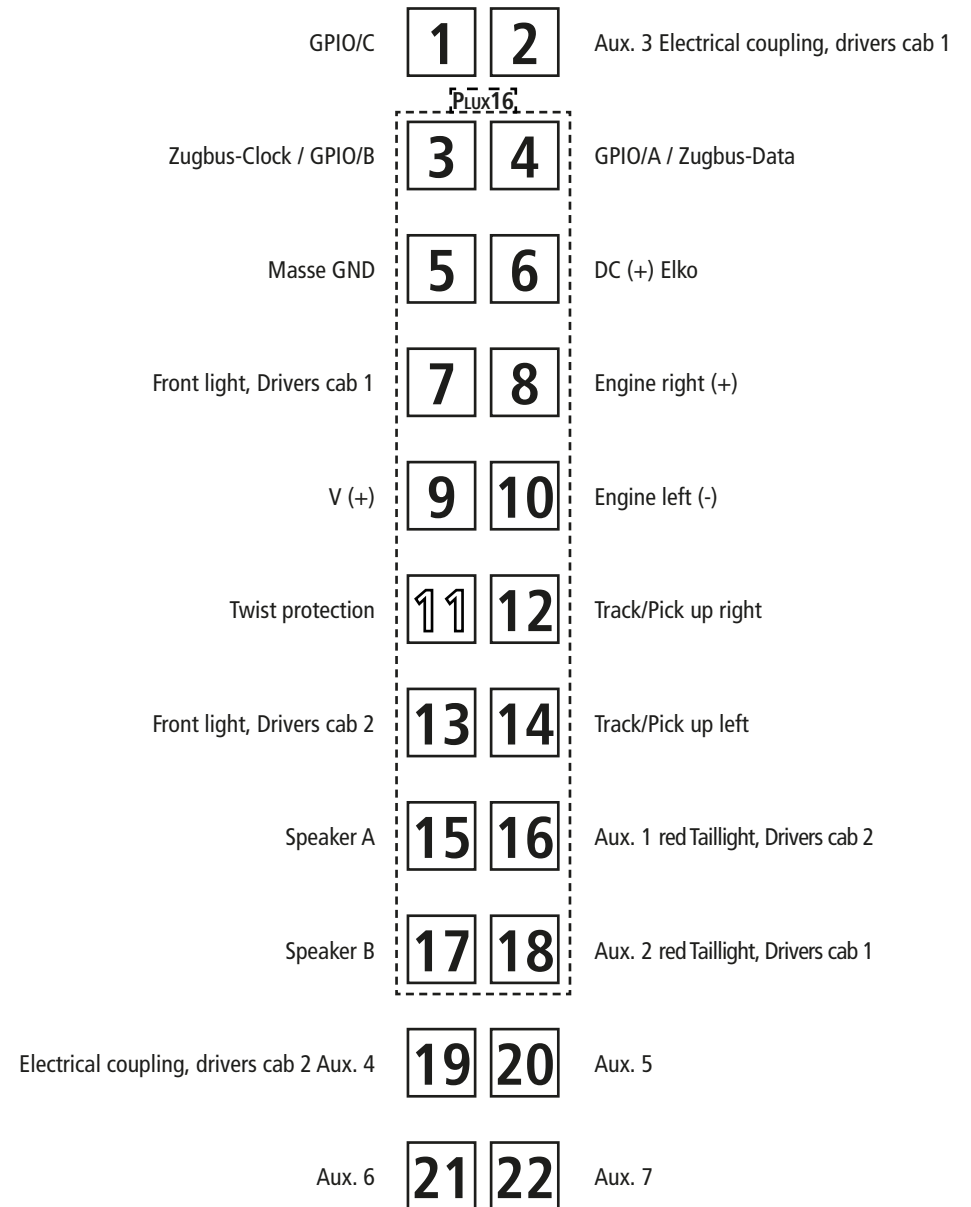 GPIO/C 1 2 Aux. 3 Electrical coupling, drivers cab 1
PLUX16
Zugbus-Clock / GPIO/B 3 4 GPIO/A / Zugbus-Data
Masse GND 5 6 DC (+) Elko
Front light, Drivers cab 1 7 8 Engine right (+)
V (+) 9 10 Engine left (-)
Twist protection 11 12 Track/Pick up right
Front light, Drivers cab 2 13 14 Track/Pick up left
Speaker A 15 16 Aux. 1 red Taillight, Drivers cab 2
Speaker B 17 18 Aux. 2 red Taillight, Drivers cab 1
Electrical coupling, drivers cab 2 Aux. 4 19 20 Aux. 5
Aux. 6 21 22 Aux. 7